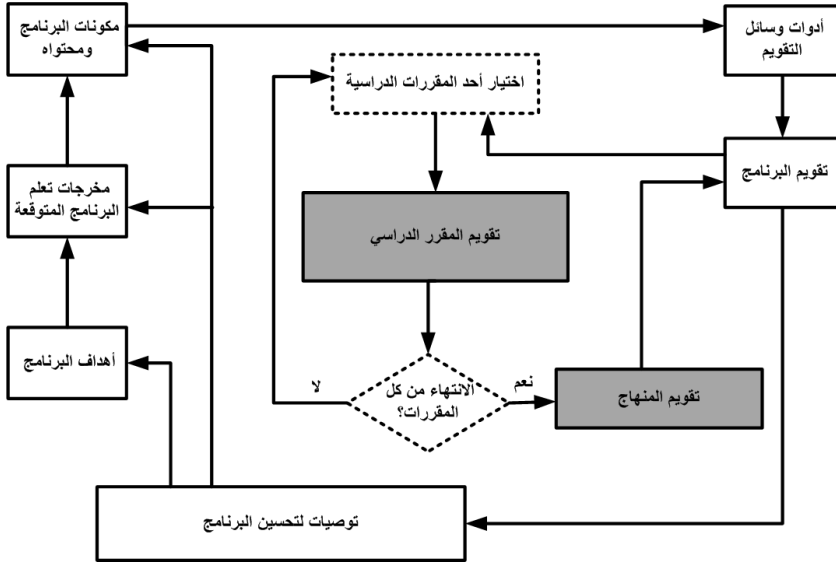 مكونات البرنامج
ومحتواه
أدوات وسائل
التقويم
اختيار أحد المقررات الدراسية
تقويم البرنامج
مخرجات تعلم
البرنامج المتوقعة
تقويم المقرر الدراسي
أهداف البرنامج
لا
الانتهاء من كل
المقررات؟
نعم
تقويم المنهاج
توصيات لتحسين البرنامج